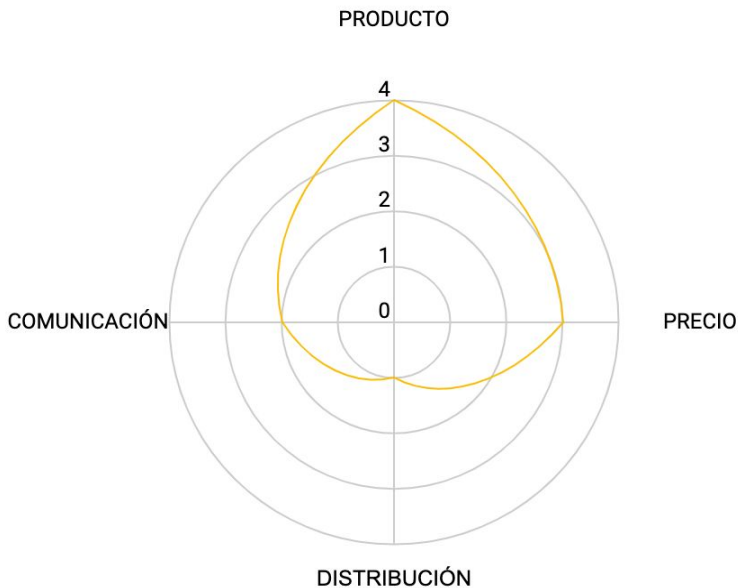 PRODUCTO
4
3
2
1
0
COMUNICACIÓN
PRECIO
DISTRIBUCIÓN